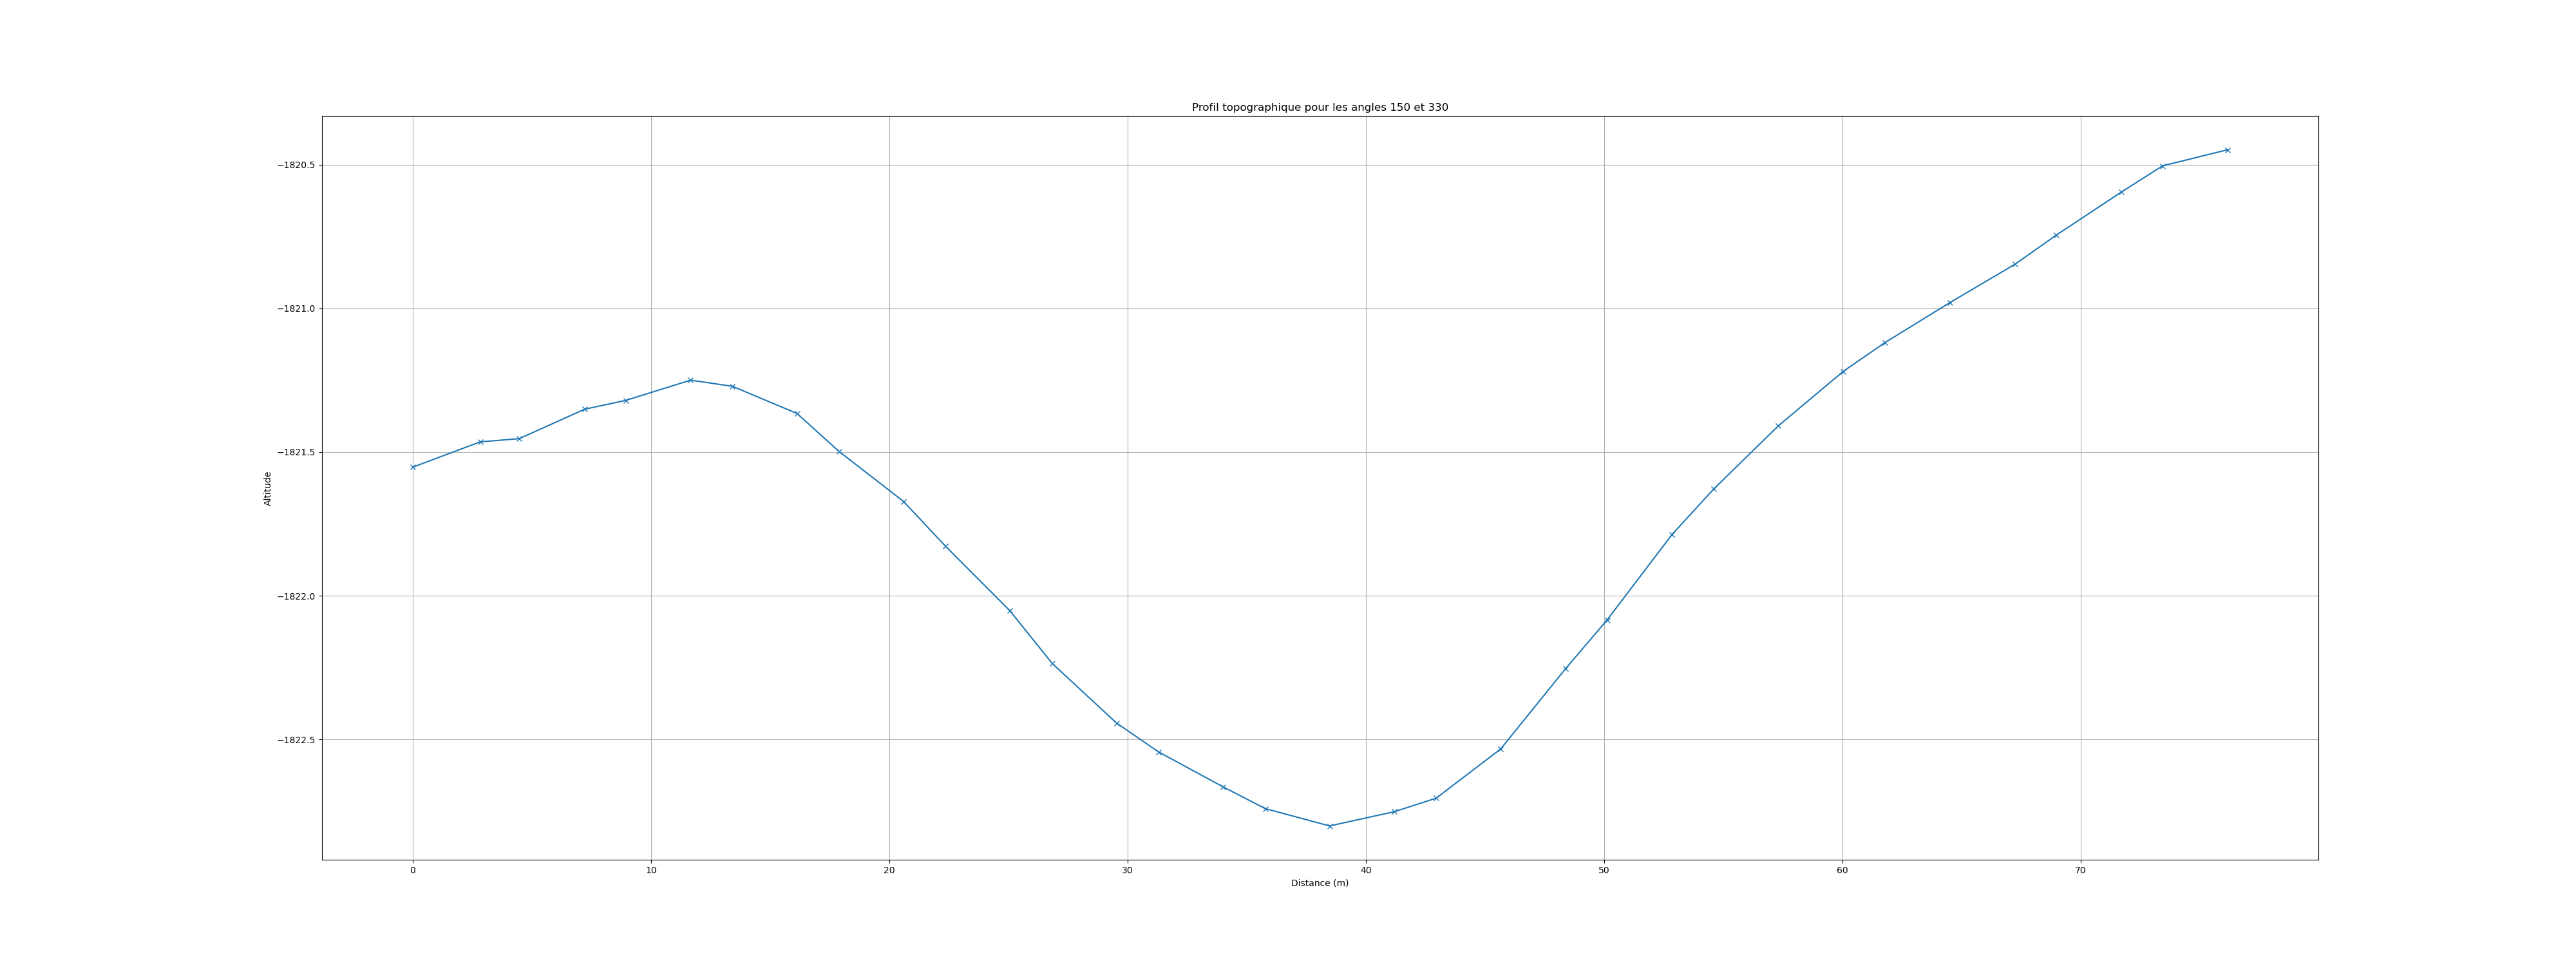 Profil topographique pour les angles 150 et 330
−1820.5
−1821.0
−1821.5
−1822.0
−1822.5
Altitude
0 10 20 30 40 50 60 70
Distance (m)